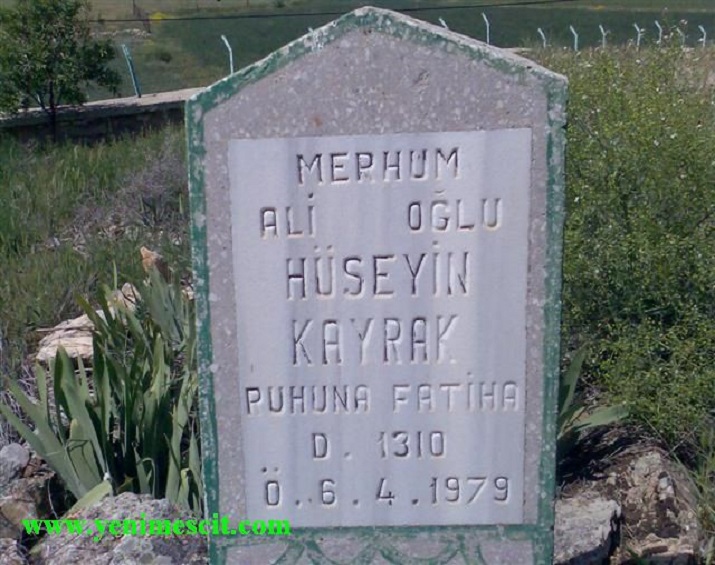 MERHUM
ALİ OĞLU
HÜSEYİN
KAYRAK
RUHUNA FATİHA
D. 1310
Ö. 6. 4. 1979
www.yenimescit.com